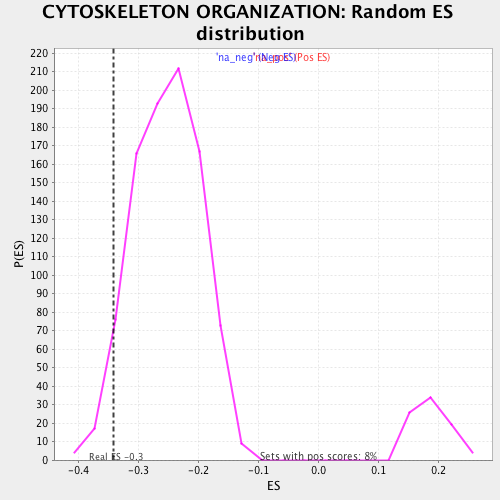 CYTOSKELETON ORGANIZATION: Random ES
distribution
'na_neg' (Neg ES)
'na_pos' (Pos ES)
220
210
200
190
180
170
160
150
140
130
120
110
100
90
80
70
60
50
40
30
20
10
0
P(ES)
Real ES -0.3
Sets with pos scores: 8%
-0.4 -0.3 -0.2 -0.1 0.0 0.1 0.2
ES